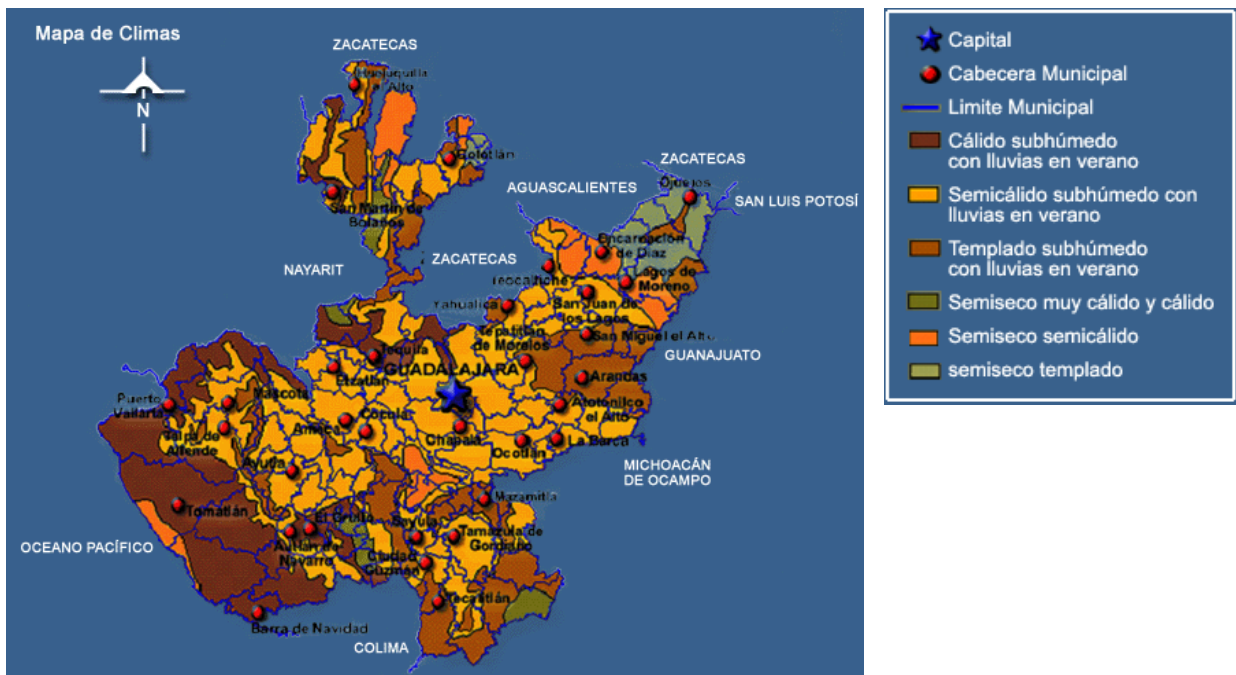 Mapa de Climas
N
ZACATECAS
Huejuquilla
el Alto
Colotlán
San Martín de
Bolaños
NAYARIT
ZACATECAS
AGUASCALIENTES
ZACATECAS
Ojuelos
SAN LUIS POTOSÍ
Encarnación
de Díaz
Teocaltiche
Lagos de
Moreno
Yahualica
San Juan de
los Lagos
Tepatitlán
de Morelos
San Miguel el Alto
GUANAJUATO
Tequila
GUADALAJARA
Etzatlán
Arandas
Puerto
Vallarta
Mascota
Atotonilco
el Alto
Talpa de
Allende
Ameca
Cocula
Chapala
Ocotlán
La Barca
MICHOACÁN
DE OCAMPO
Ayutla
Mazamitla
Tomatlán
El Grullo
Sayula
Tamazula de
Gordiano
OCEANO PACÍFICO
Autlán de
Navarro
Ciudad
Guzmán
Tecalitlán
Barra de Navidad
COLIMA
Capital
Cabecera Municipal
Limite Municipal
Cálido subhúmedo
con lluvias en verano
Semicálido subhúmedo con
lluvias en verano
Templado subhúmedo
con lluvias en verano
Semiseco muy cálido y cálido
Semiseco semicálido
semiseco templado